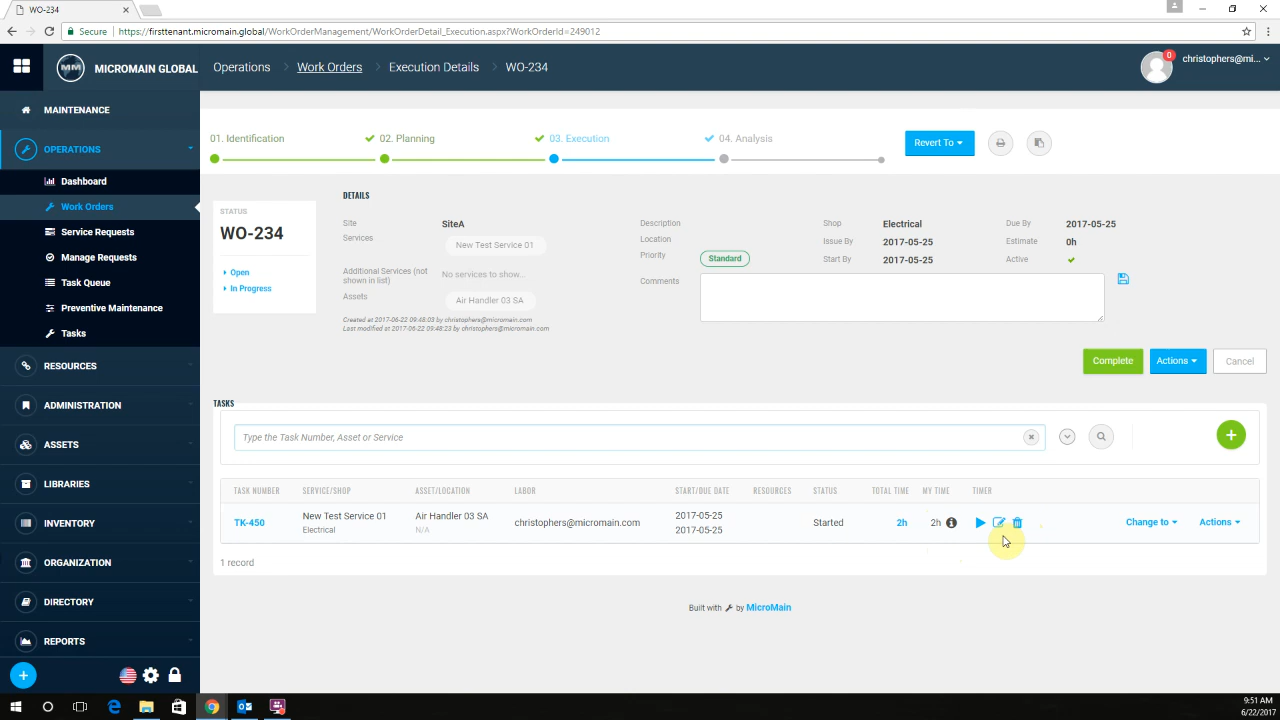 WO-234
Secure
https://firsttenant.micromain.global/WorkOrderManagement/WorkOrderDetail_Execution.aspx?WorkOrderId=249012
MM MICROMAIN GLOBAL
Operations > Work Orders > Execution Details > WO-234
0
christophers@mi...
MAINTENANCE
OPERATIONS
Dashboard
Work Orders
Service Requests
Manage Requests
Task Queue
Preventive Maintenance
Tasks
RESOURCES
ADMINISTRATION
ASSETS
LIBRARIES
INVENTORY
ORGANIZATION
DIRECTORY
REPORTS
01. Identification
02. Planning
03. Execution
04. Analysis
Revert To
STATUS
WO-234
Open
In Progress
DETAILS
Site SiteA
Services New Test Service 01
Additional Services (not
shown in list) No services to show...
Assets Air Handler 03 SA
Created at 2017-06-22 09:48:03 by christophers@micromain.com
Last modified at 2017-06-22 09:48:23 by christophers@micromain.com
Description
Location
Priority Standard
Comments
Shop Electrical
Issue By 2017-05-25
Start By 2017-05-25
Due By 2017-05-25
Estimate 0h
Active
Complete
Actions
Cancel
TASKS
Type the Task Number, Asset or Service
TASK NUMBER SERVICE/SHOP ASSET/LOCATION LABOR START/DUE DATE RESOURCES STATUS TOTAL TIME MY TIME TIMER
TK-450 New Test Service 01 Air Handler 03 SA christophers@micromain.com 2017-05-25 Started 2h 2h Change to Actions
Electrical N/A 2017-05-25
1 record
Built with by MicroMain
9:51 AM
6/22/2017